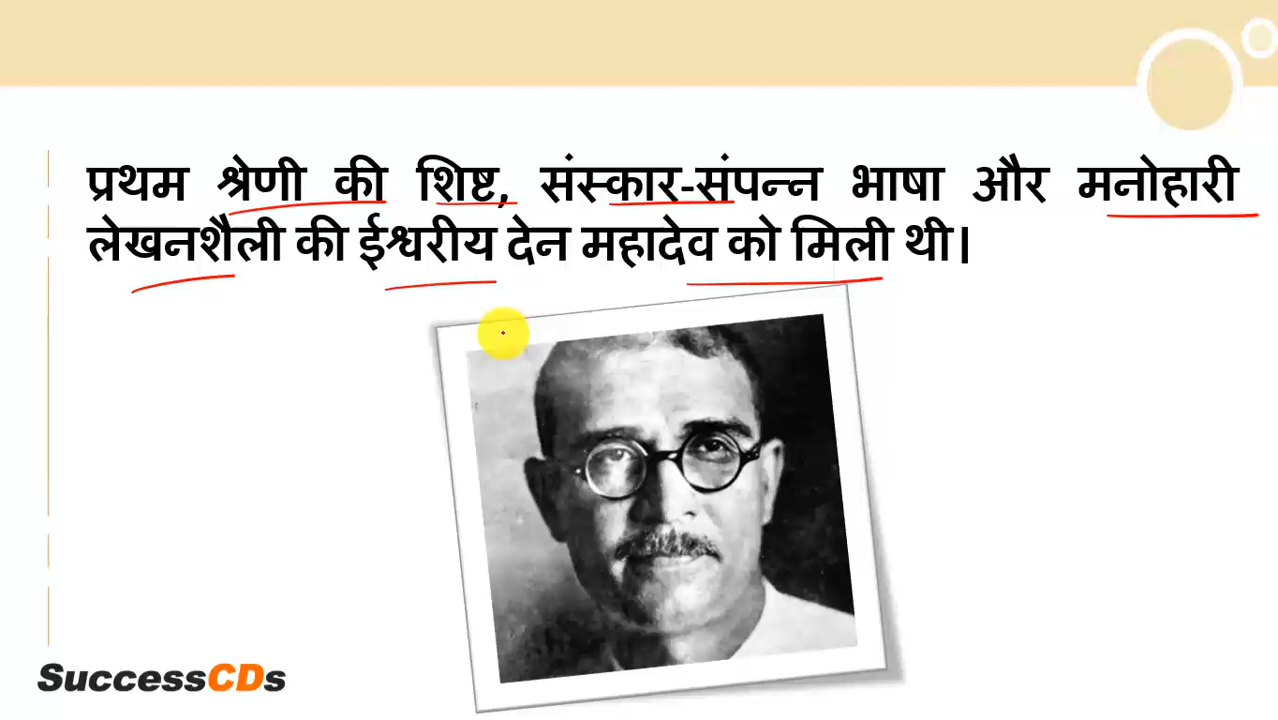 प्रथम श्रेणी की शिष्ट, संस्कार-संपन्न भाषा और मनोहारी
लेखनशैली की ईश्वरीय देन महादेव को मिली थी।
SuccessCDs